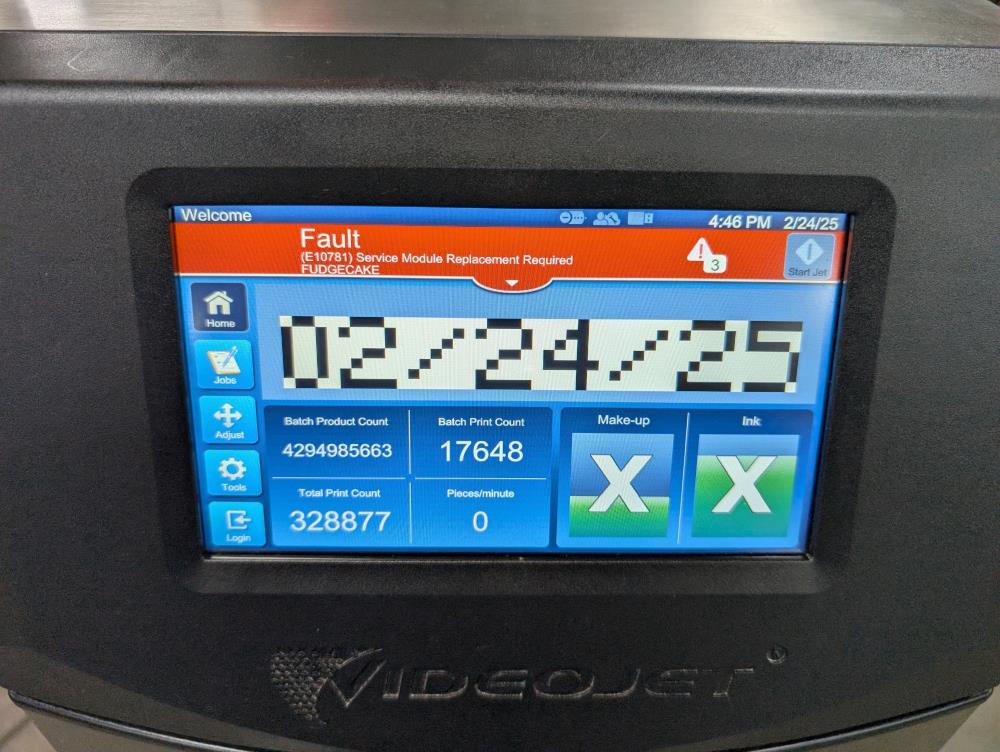 Welcome
4:46 PM 2/24/25
Fault
(E10781) Service Module Replacement Required
FUDGECAKE
3
Start Jet
Home
02/24/25
Jobs
Adjust
Tools
Login
Batch Product Count
4294985663
Batch Print Count
17648
Total Print Count
328877
Pieces/minute
0
Make-up
X
Ink
X
VIDEOJET®